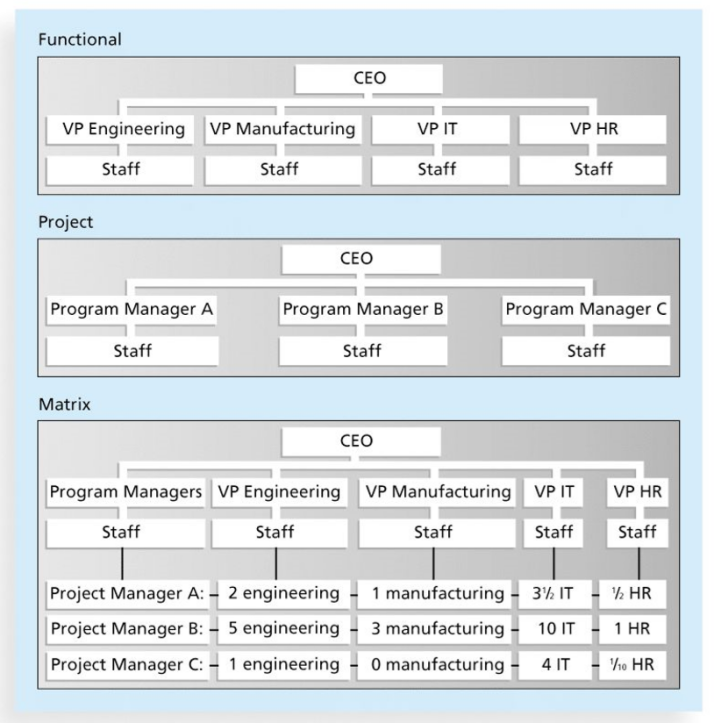 Functional
CEO
VP Engineering VP Manufacturing VP IT VP HR
Staff Staff Staff Staff
Project
CEO
Program Manager A Program Manager B Program Manager C
Staff Staff Staff
Matrix
CEO
Program Managers VP Engineering VP Manufacturing VP IT VP HR
Staff Staff Staff Staff Staff
Project Manager A: 2 engineering 1 manufacturing 3½ IT ½ HR
Project Manager B: 5 engineering 3 manufacturing 10 IT 1 HR
Project Manager C: 1 engineering 0 manufacturing 4 IT ⅒ HR